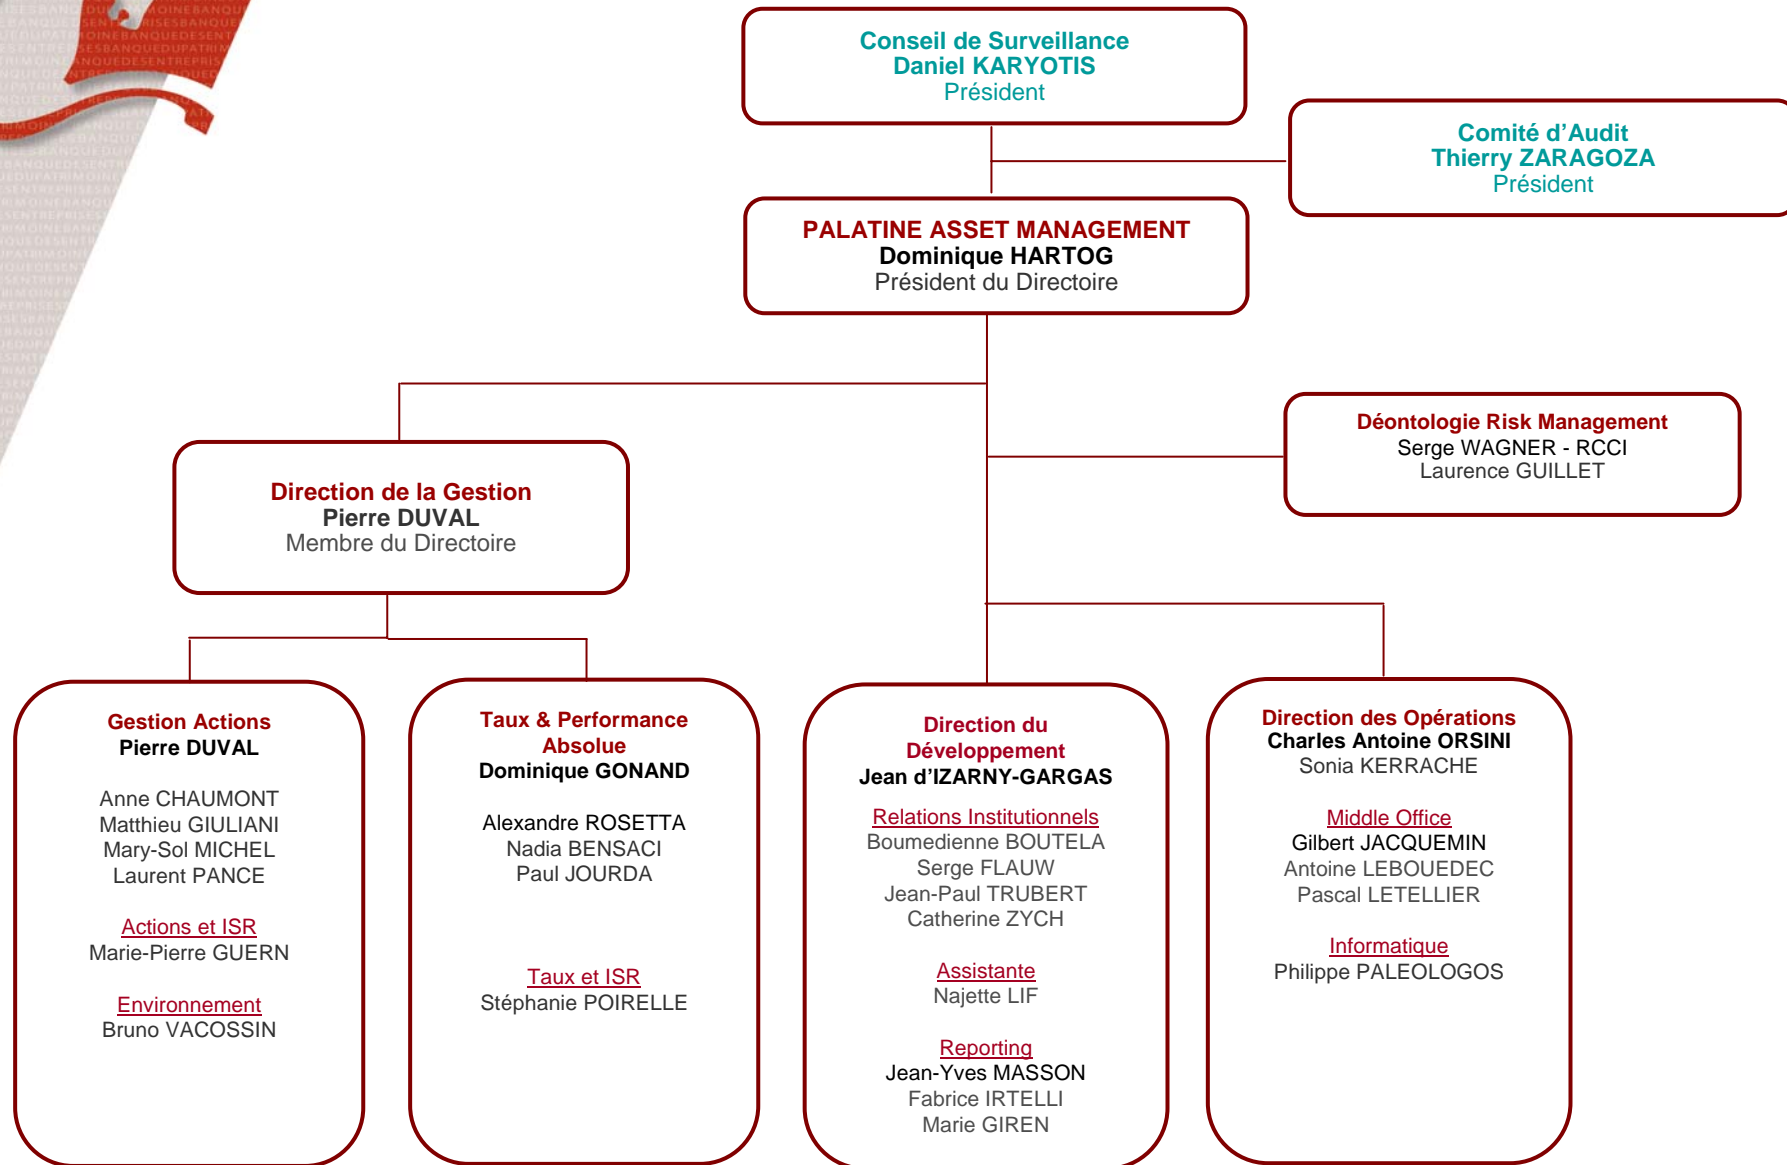 Conseil de Surveillance
Daniel KARYOTIS
Président
Comité d’Audit
Thierry ZARAGOZA
Président
PALATINE ASSET MANAGEMENT
Dominique HARTOG
Président du Directoire
Déontologie Risk Management
Serge WAGNER - RCCI
Laurence GUILLET
Direction de la Gestion
Pierre DUVAL
Membre du Directoire
Gestion Actions
Pierre DUVAL
Anne CHAUMONT
Matthieu GIULIANI
Mary-Sol MICHEL
Laurent PANCE
Actions et ISR
Marie-Pierre GUERN
Environnement
Bruno VACOSSIN
Taux & Performance
Absolue
Dominique GONAND
Alexandre ROSETTA
Nadia BENSACI
Paul JOURDA
Taux et ISR
Stéphanie POIRELLE
Direction du
Développement
Jean d’IZARNY-GARGAS
Relations Institutionnels
Boumedienne BOUTELA
Serge FLAUW
Jean-Paul TRUBERT
Catherine ZYCH
Assistante
Najette LIF
Reporting
Jean-Yves MASSON
Fabrice IRTELLI
Marie GIREN
Direction des Opérations
Charles Antoine ORSINI
Sonia KERRACHE
Middle Office
Gilbert JACQUEMIN
Antoine LEBOUEDEC
Pascal LETELLIER
Informatique
Philippe PALEOLOGOS